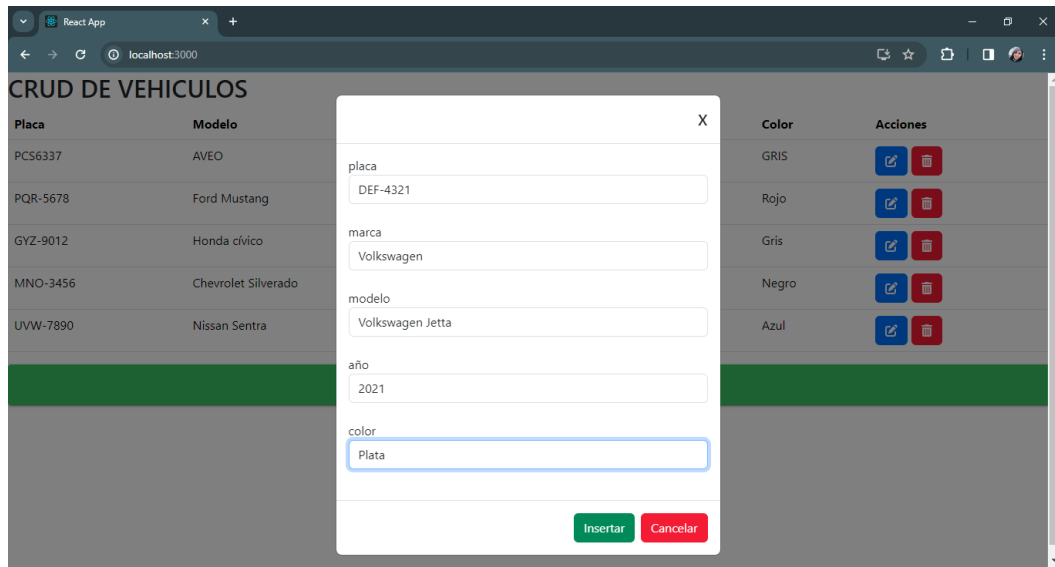 React App
localhost:3000
CRUD DE VEHICULOS
Placa Modelo Color Acciones
PCS6337 AVEO GRIS
PQR-5678 Ford Mustang Rojo
GYZ-9012 Honda cívico Gris
MNO-3456 Chevrolet Silverado Negro
UVW-7890 Nissan Sentra Azul
X
placa
DEF-4321
marca
Volkswagen
modelo
Volkswagen Jetta
año
2021
color
Plata
Insertar Cancelar